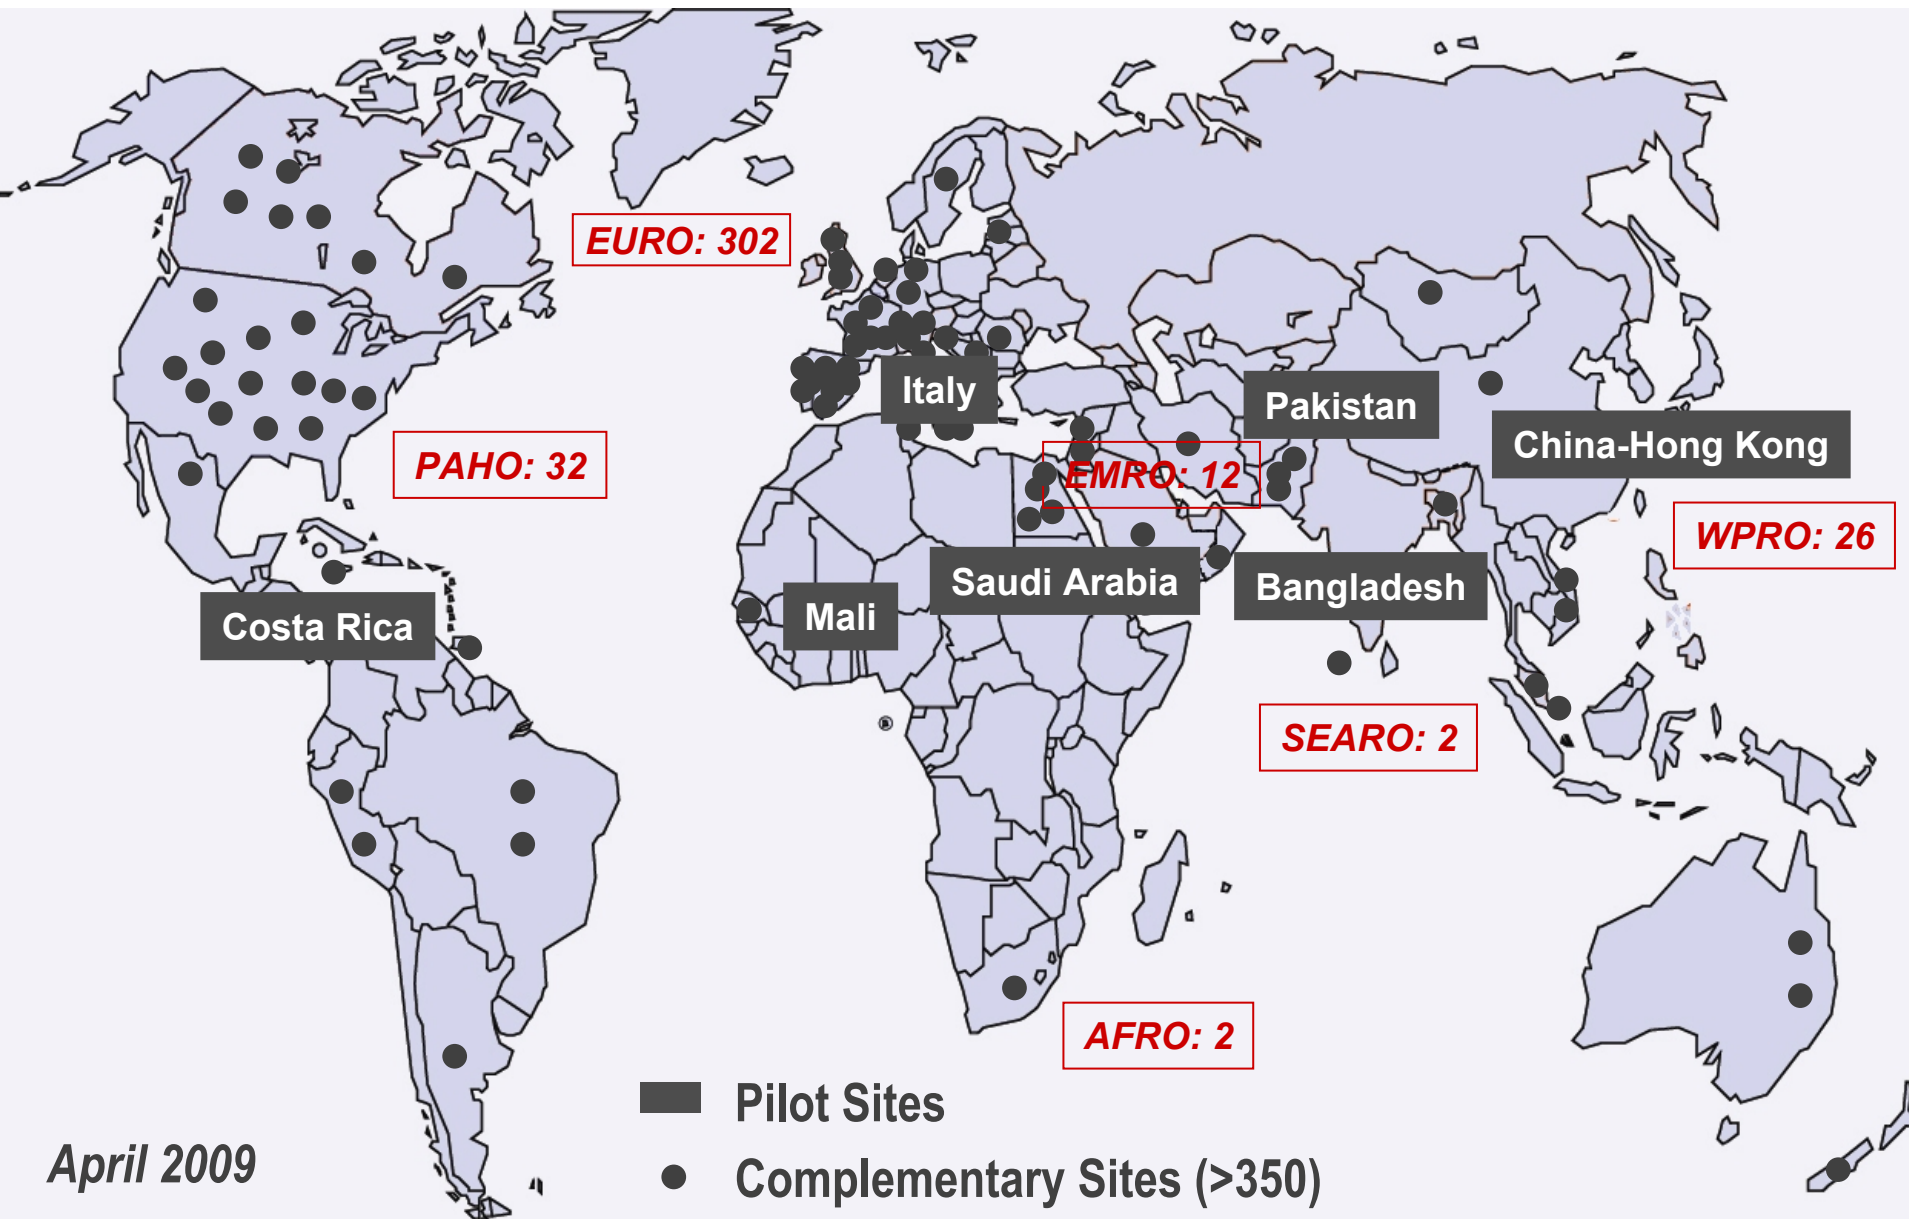 EURO: 302
Italy
Pakistan
China-Hong Kong
PAHO: 32
EMRO: 12
WPRO: 26
Saudi Arabia
Bangladesh
Mali
Costa Rica
SEARO: 2
AFRO: 2
Pilot Sites
April 2009
Complementary Sites (>350)